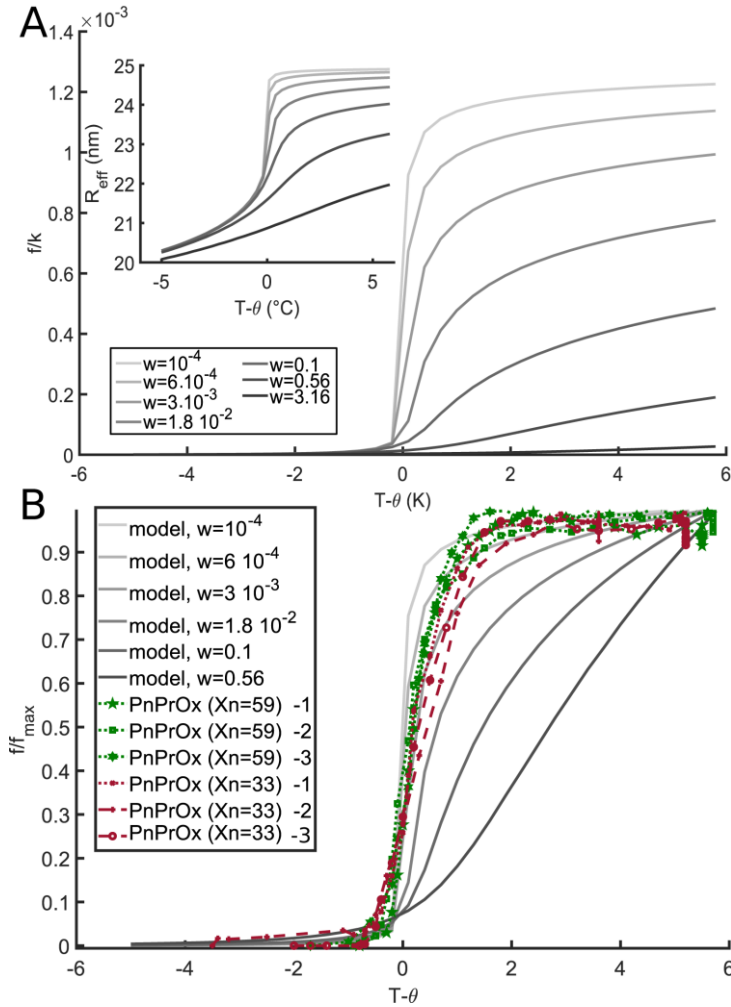 A
1.4 ×10-3
1.2
1
0.8
0.6
0.4
0.2
0
f/k
25
24
23
22
21
20
Reff (nm)
-5 0 5
T-θ (°C)
w=10-4
w=6.10-4
w=3.10-3
w=1.8 10-2
w=0.1
w=0.56
w=3.16
-6 -4 -2 0 2 4 6
T-θ (K)
B
0.9
0.8
0.7
0.6
0.5
0.4
0.3
0.2
0.1
0
f/fmax
model, w=10-4
model, w=6 10-4
model, w=3 10-3
model, w=1.8 10-2
model, w=0.1
model, w=0.56
PnPrOx (Xn=59) -1
PnPrOx (Xn=59) -2
PnPrOx (Xn=59) -3
PnPrOx (Xn=33) -1
PnPrOx (Xn=33) -2
PnPrOx (Xn=33) -3
-6 -4 -2 0 2 4 6
T-θ